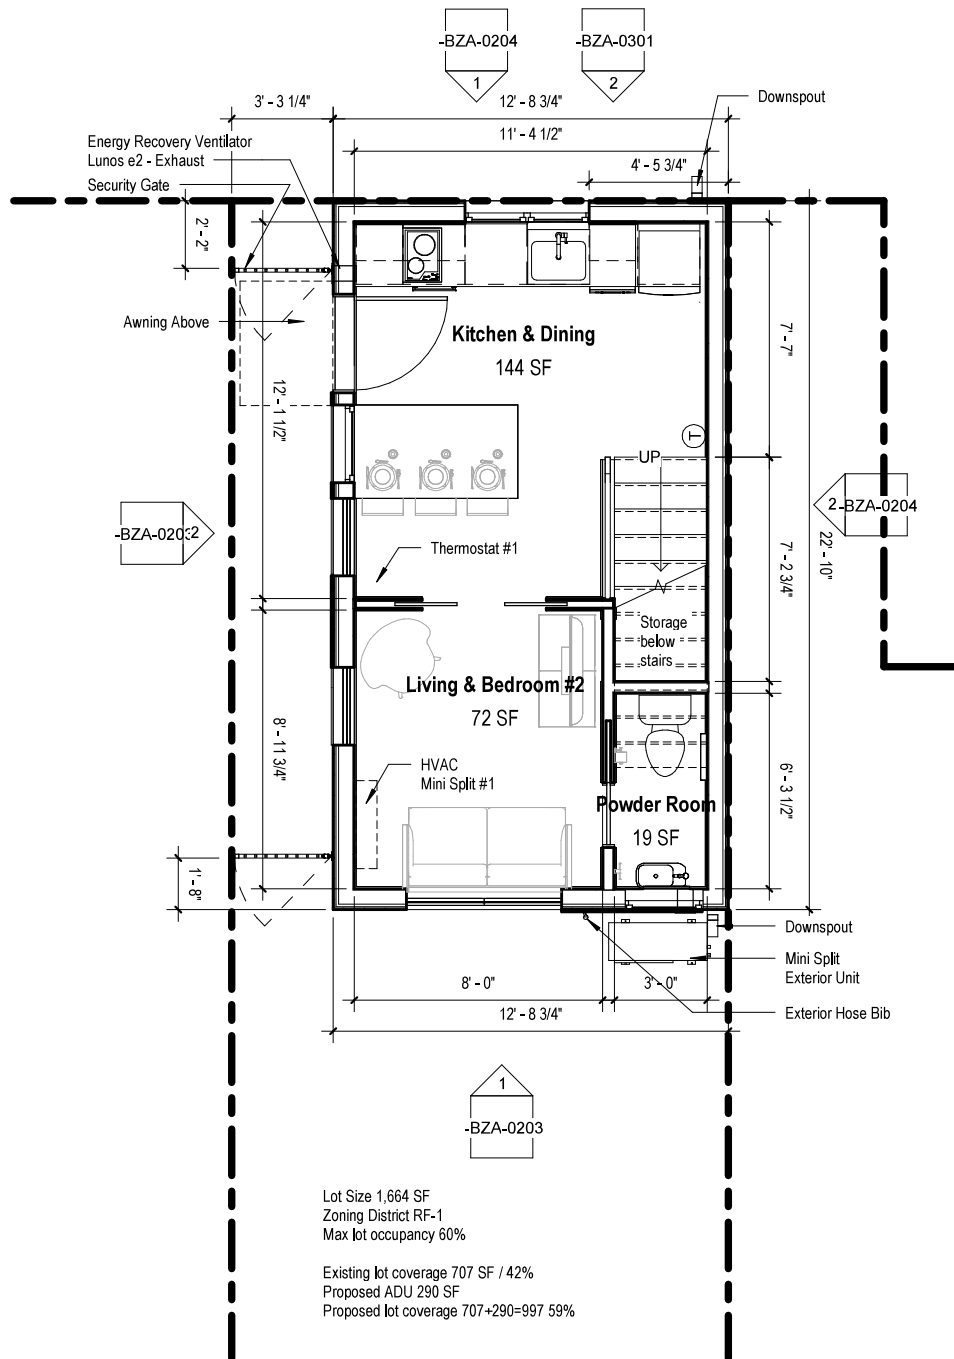 -BZA-0204
1
-BZA-0301
2
3' - 3 1/4"
12' - 8 3/4"
Downspout
11' - 4 1/2"
Energy Recovery Ventilator
Lunos e2 - Exhaust
4' - 5 3/4"
Security Gate
2' - 2"
Awning Above
Kitchen & Dining
144 SF
7' - 7"
12' - 1 1/2"
T
UP
-BZA-0203
2
2
-BZA-0204
22' - 10"
Thermostat #1
7' - 2 3/4"
Storage
below
stairs
Living & Bedroom #2
72 SF
8' - 11 3/4"
HVAC
Mini Split #1
6' - 3 1/2"
Powder Room
19 SF
1' - 8"
Downspout
Mini Split
Exterior Unit
8' - 0"
3' - 0"
12' - 8 3/4"
Exterior Hose Bib
1
-BZA-0203
Lot Size 1,664 SF
Zoning District RF-1
Max lot occupancy 60%
Existing lot coverage 707 SF / 42%
Proposed ADU 290 SF
Proposed lot coverage 707+290=997 59%